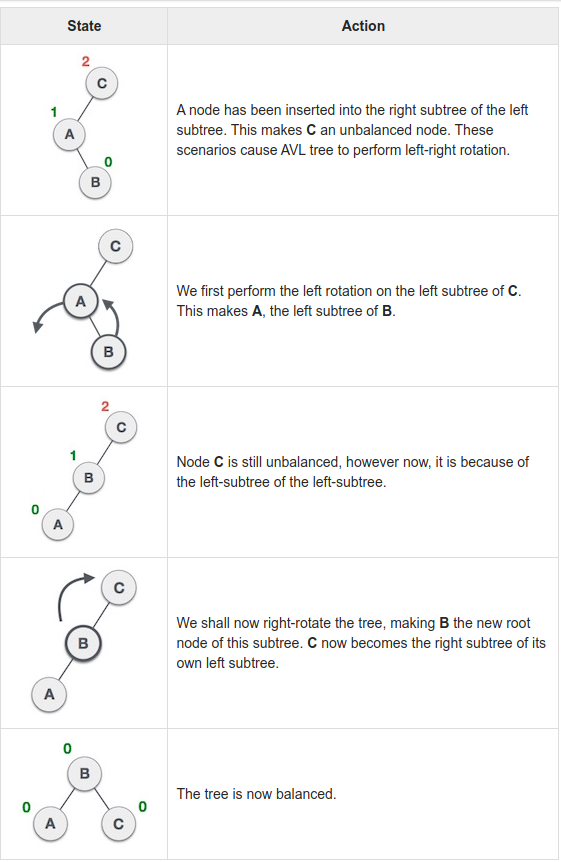 State
Action
2
C
1
A
0
B
A node has been inserted into the right subtree of the left
subtree. This makes C an unbalanced node. These
scenarios cause AVL tree to perform left-right rotation.
C
A
B
We first perform the left rotation on the left subtree of C.
This makes A, the left subtree of B.
2
C
1
B
0
A
Node C is still unbalanced, however now, it is because of
the left-subtree of the left-subtree.
C
B
A
We shall now right-rotate the tree, making B the new root
node of this subtree. C now becomes the right subtree of its
own left subtree.
0
B
0
0
A
C
The tree is now balanced.